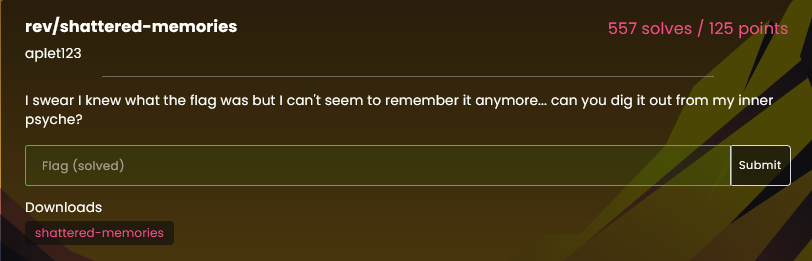 rev/shattered-memories
557 solves / 125 points
aplet123
I swear I knew what the flag was but I can't seem to remember it anymore... can you dig it out from my inner
psyche?
Flag (solved)
Submit
Downloads
shattered-memories